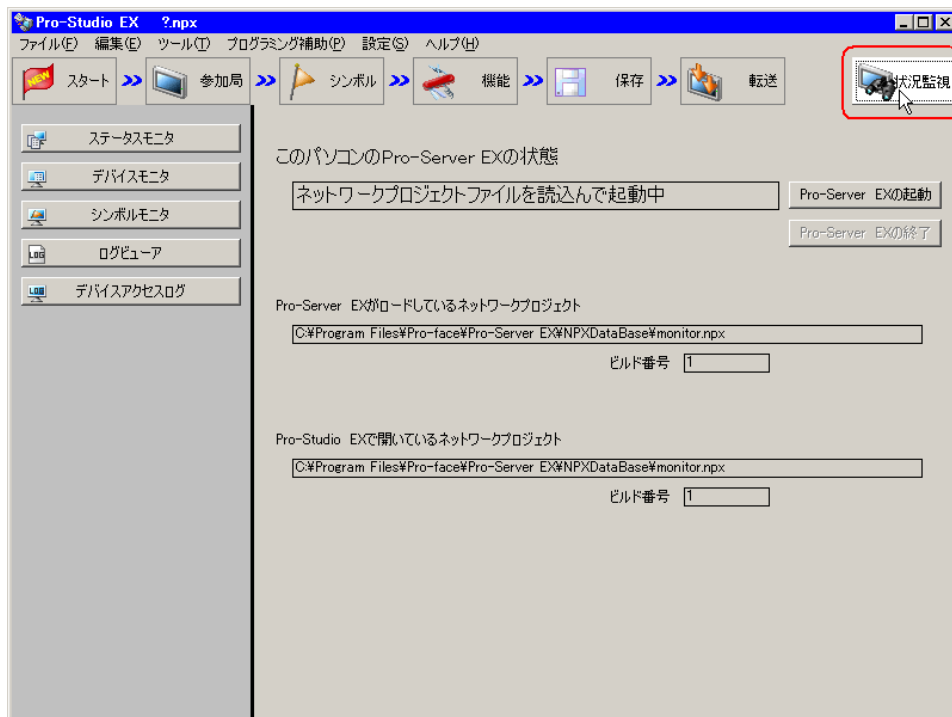 Pro-Studio EX ?.npx
ファイル(F) 編集(E) ツール(T) プログラミング補助(P) 設定(S) ヘルプ(H)
NEW スタート 参加局 シンボル 機能 保存 転送 状況監視
ステータスモニタ
デバイスモニタ
シンボルモニタ
LOG ログビューア
LOG デバイスアクセスログ
このパソコンのPro-Server EXの状態
ネットワークプロジェクトファイルを読込んで起動中
Pro-Server EXの起動
Pro-Server EXの終了
Pro-Server EXがロードしているネットワークプロジェクト
C:¥Program Files¥Pro-face¥Pro-Server EX¥NPXDataBase¥monitor.npx
ビルド番号 1
Pro-Studio EXで開いているネットワークプロジェクト
C:¥Program Files¥Pro-face¥Pro-Server EX¥NPXDataBase¥monitor.npx
ビルド番号 1